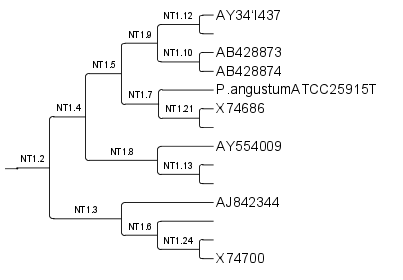 NT1.12
AY34'I437
NT1.9
NT1.10
AB428873
NT1.5
AB428874
P.angustumATCC25915T
NT1.7
NT1.21
X74686
NT1.4
AY554009
NT1.8
NT1.13
NT1.2
AJ842344
NT1.3
NT1.6
NT1.24
X74700